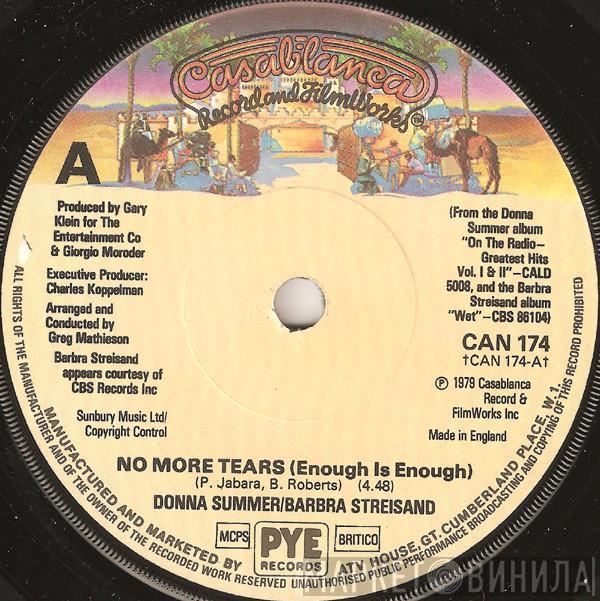 Casablanca
Record and FilmWorks
A
Produced by Gary
Klein for The
Entertainment Co
& Giorgio Moroder
Executive Producer:
Charles Koppelman
Arranged and
Conducted by
Greg Mathieson
Barbra Streisand
appears courtesy of
CBS Records Inc
Sunbury Music Ltd/
Copyright Control
(From the Donna
Summer album
"On The Radio—
Greatest Hits
Vol. I & II"—CALD
5008, and the Barbra
Streisand album
"Wet"—CBS 86104)
CAN 174
†CAN 174-A†
℗ 1979 Casablanca
Record &
FilmWorks Inc
Made in England
NO MORE TEARS (Enough Is Enough)
(P. Jabara, B. Roberts) (4.48)
DONNA SUMMER/BARBRA STREISAND
MCPS
PYE
RECORDS
BRITICO
MANUFACTURED AND MARKETED BY
ATV HOUSE, GT. CUMBERLAND PLACE, W.1.
ALL RIGHTS OF THE MANUFACTURER AND OF THE OWNER OF THE RECORDED WORK RESERVED UNAUTHORISED PUBLIC PERFORMANCE BROADCASTING AND COPYING OF THIS RECORD PROHIBITED
МАРКЕТ ВИНИЛА